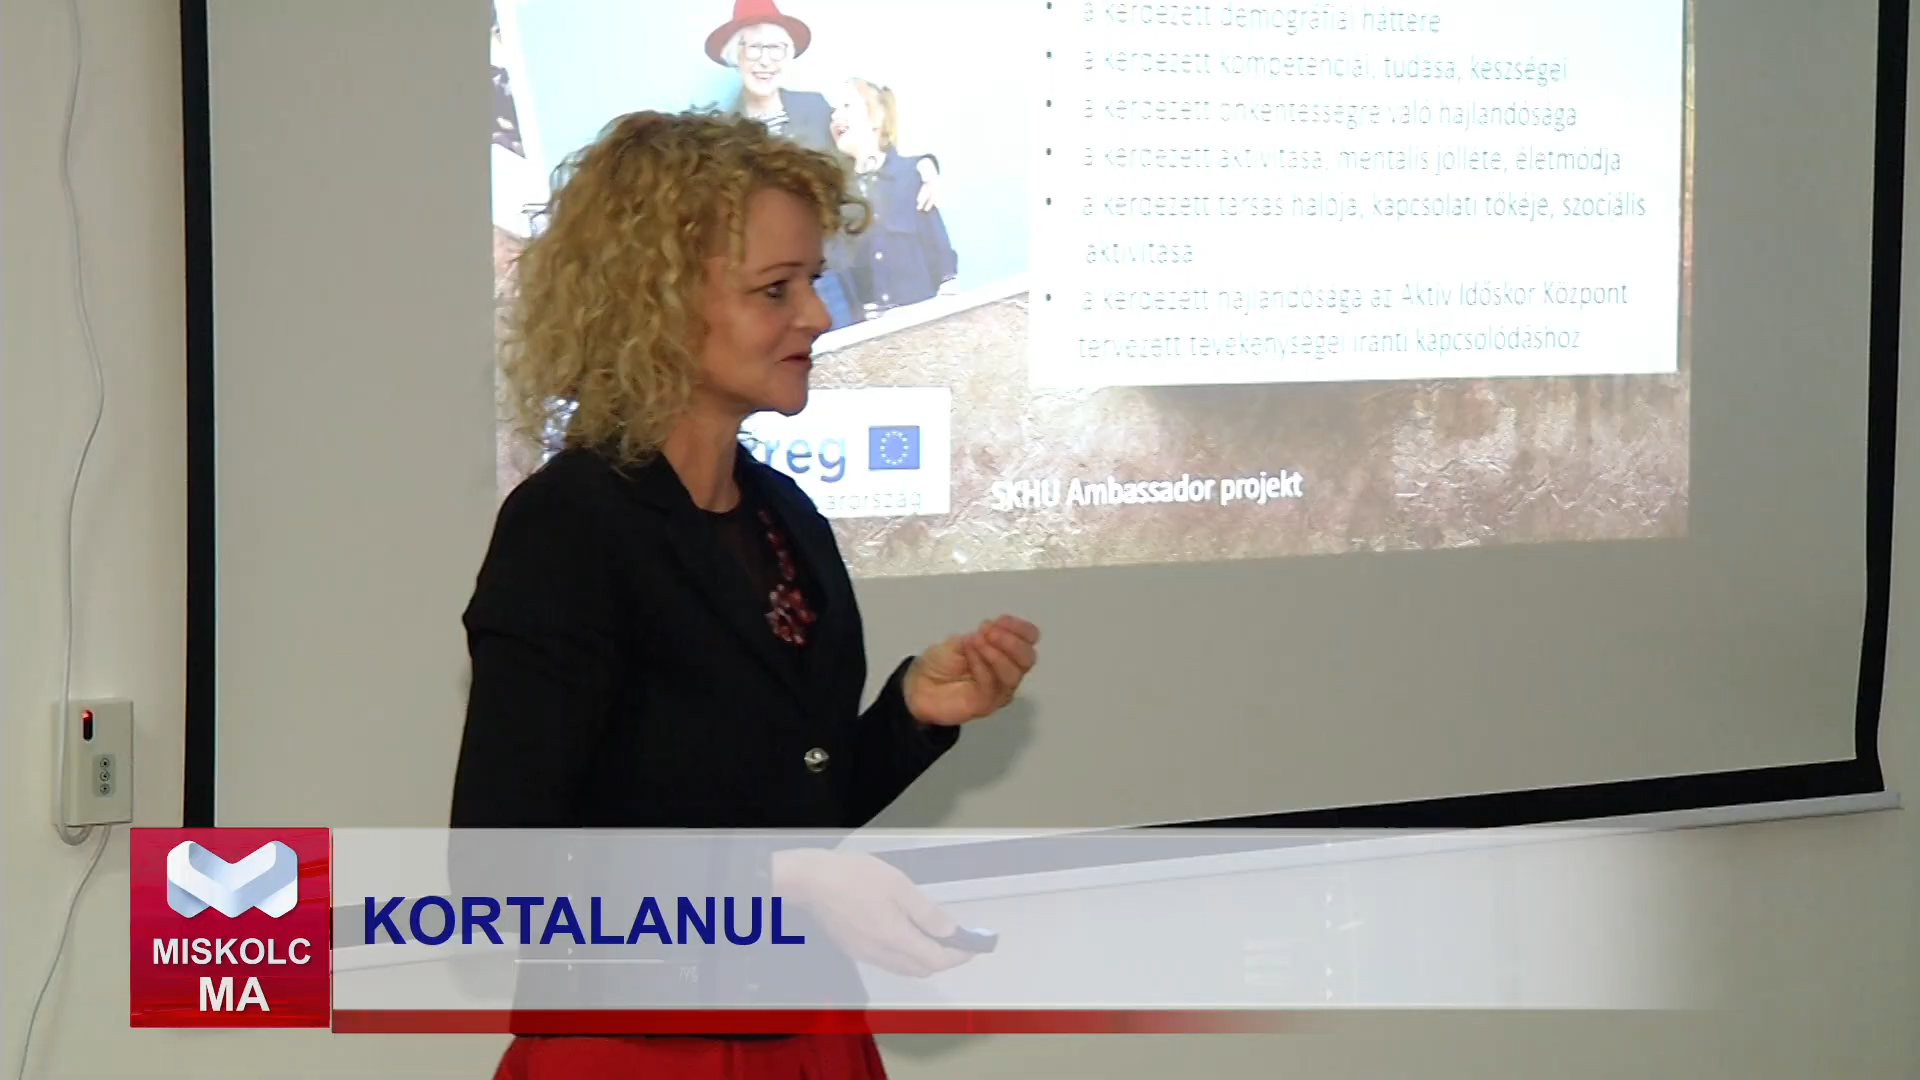 a kérdezett demográfiai háttere
a kérdezett kompetenciái, tudása, készségei
a kérdezett önkéntességre való hajlandósága
a kérdezett aktivitása, mentális jólléte, életmódja
a kérdezett társas hálója, kapcsolati tőkéje, szociális
aktivitása
a kérdezett hajlandósága az Aktív Időskor Központ
tervezett tevékenységei iránti kapcsolódáshoz
reg
arország
SKHU Ambassador projekt
KORTALANUL
MISKOLC
MA